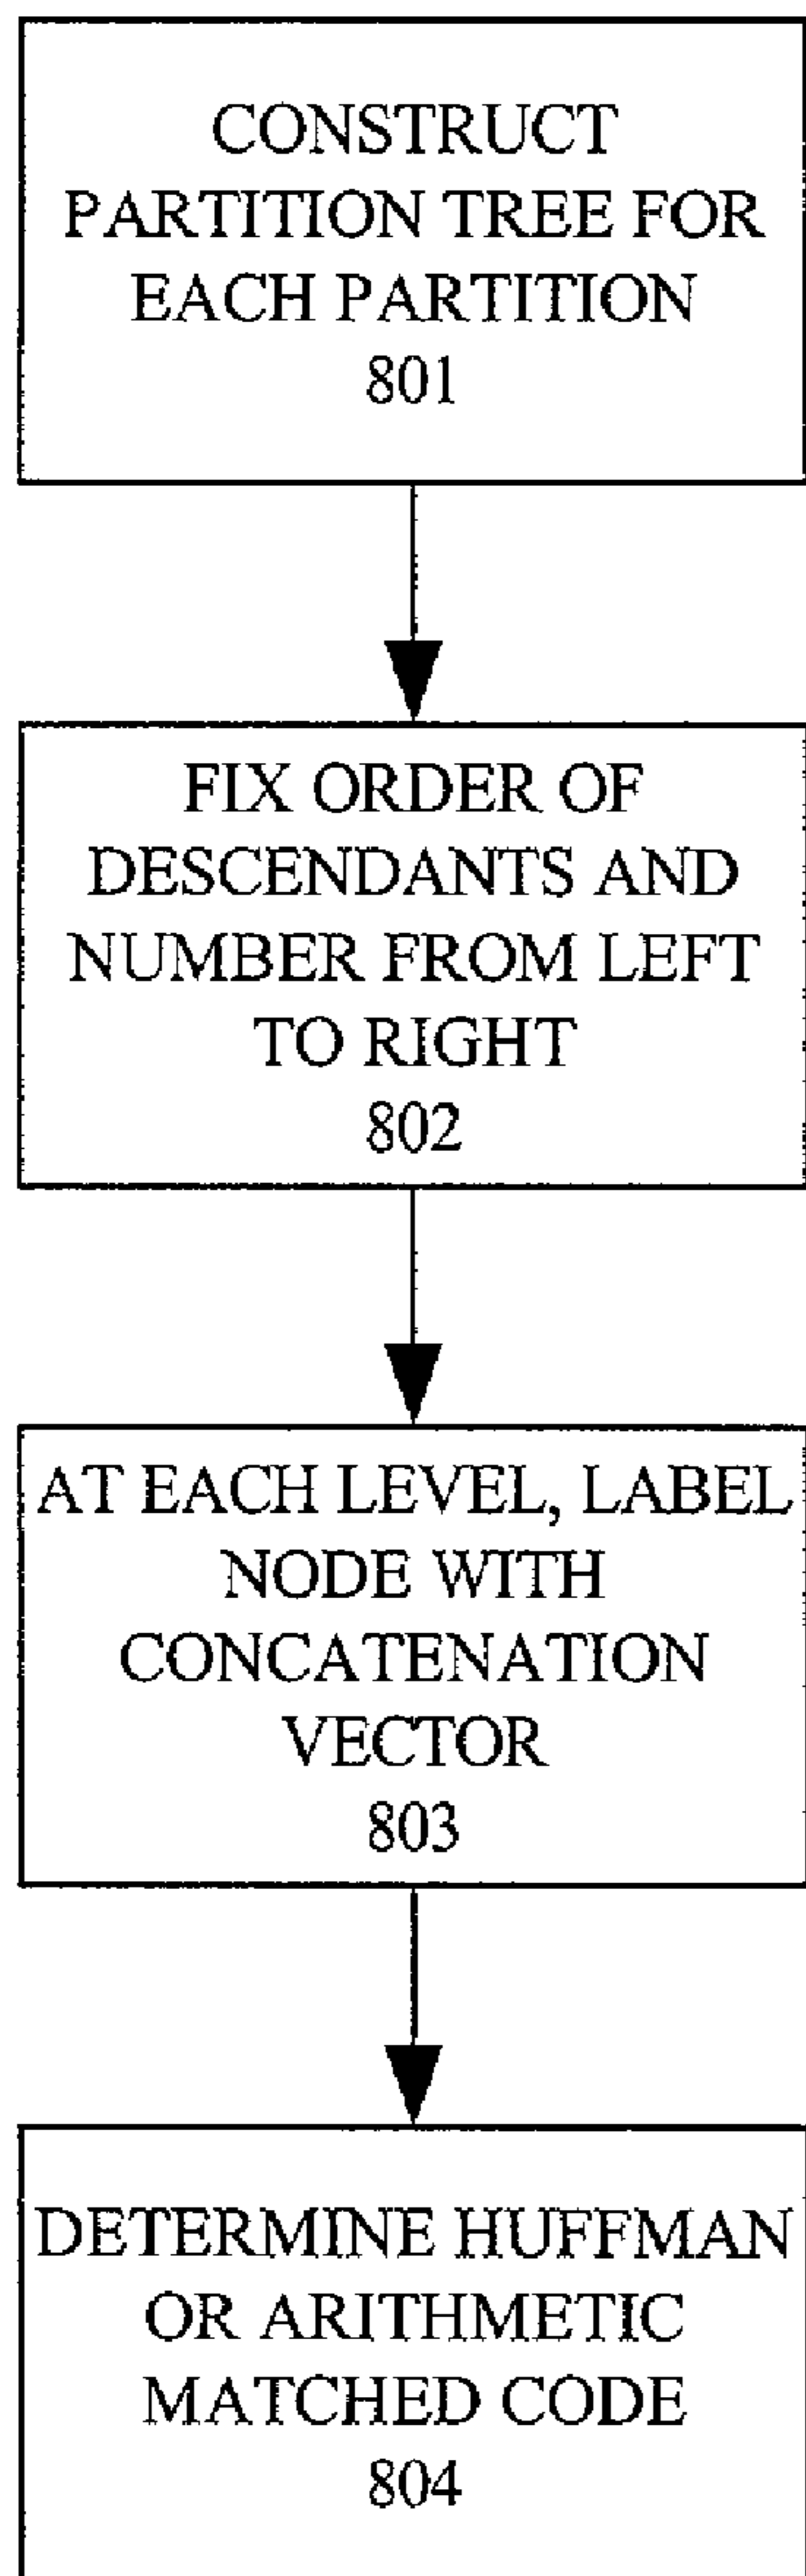 CONSTRUCT
PARTITION TREE FOR
EACH PARTITION
801
FIX ORDER OF
DESCENDANTS AND
NUMBER FROM LEFT
TO RIGHT
802
AT EACH LEVEL, LABEL
NODE WITH
CONCATENATION
VECTOR
803
DETERMINE HUFFMAN
OR ARITHMETIC
MATCHED CODE
804